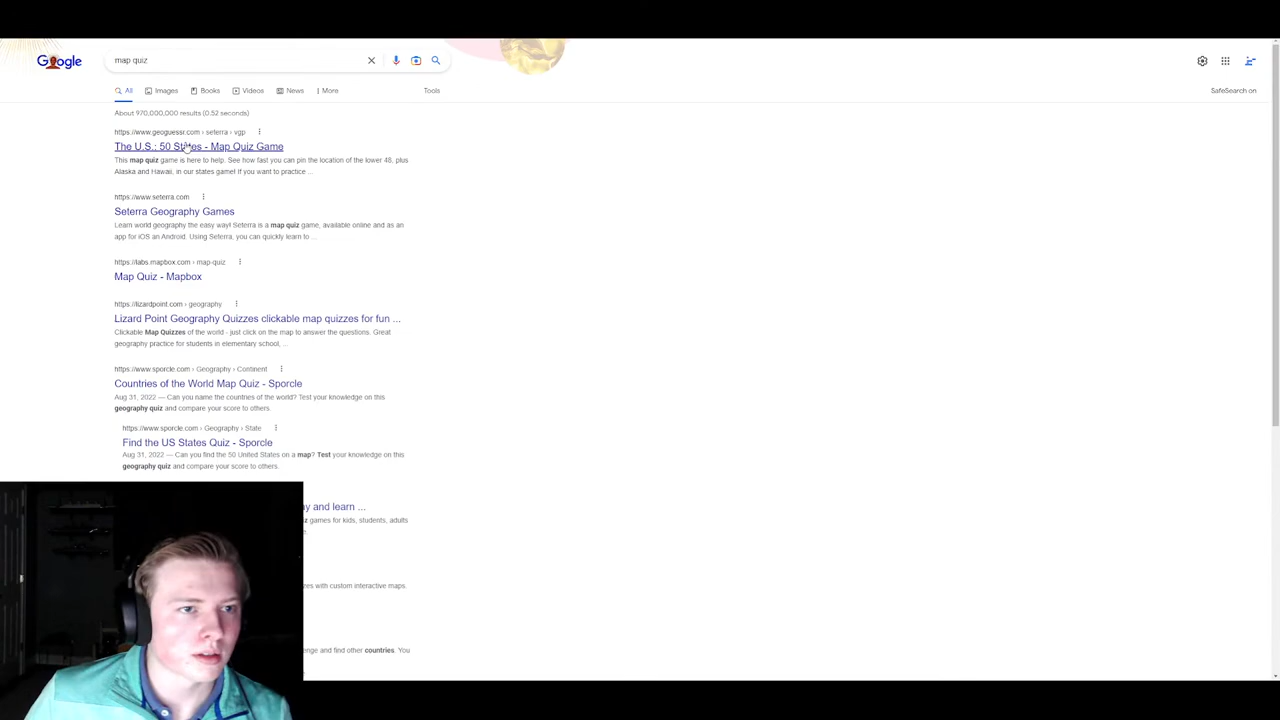 Google
map quiz
All
Images
Books
Videos
News
More
Tools
SafeSearch on
About 970,000,000 results (0.52 seconds)
https://www.geoguessr.com › seterra › vgp
The U.S.: 50 States - Map Quiz Game
This map quiz game is here to help. See how fast you can pin the location of the lower 48, plus
Alaska and Hawaii, in our states game! If you want to practice ...
https://www.seterra.com
Seterra Geography Games
Learn world geography the easy way! Seterra is a map quiz game, available online and as an
app for iOS an Android. Using Seterra, you can quickly learn to ...
https://labs.mapbox.com › map-quiz
Map Quiz - Mapbox
https://lizardpoint.com › geography
Lizard Point Geography Quizzes clickable map quizzes for fun ...
Clickable Map Quizzes of the world - just click on the map to answer the questions. Great
geography practice for students in elementary school, ...
https://www.sporcle.com › Geography › Continent
Countries of the World Map Quiz - Sporcle
Aug 31, 2022 — Can you name the countries of the world? Test your knowledge on this
geography quiz and compare your score to others.
https://www.sporcle.com › Geography › State
Find the US States Quiz - Sporcle
Aug 31, 2022 — Can you find the 50 United States on a map? Test your knowledge on this
geography quiz and compare your score to others.
and learn ...
games for kids, students, adults
with custom interactive maps
and find other countries. You